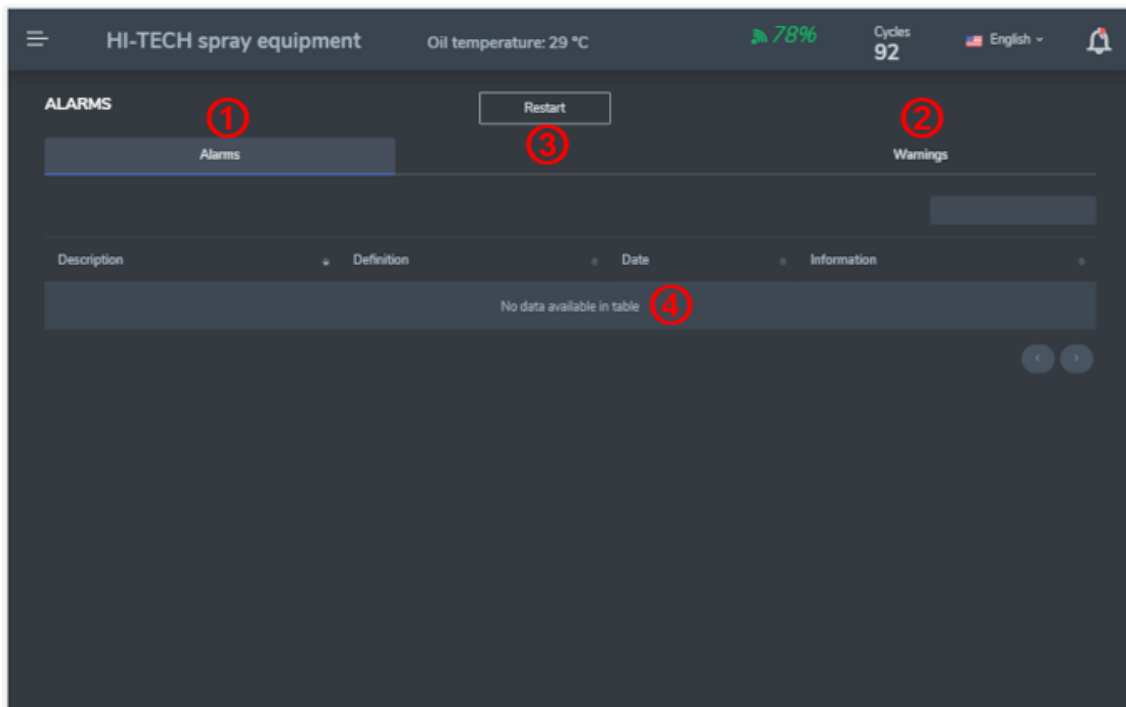 HI-TECH spray equipment Oil temperature: 29 °C 78% Cycles 92 English
ALARMS Restart
① ② ③
Alarms Warnings
Description Definition Date Information
No data available in table ④